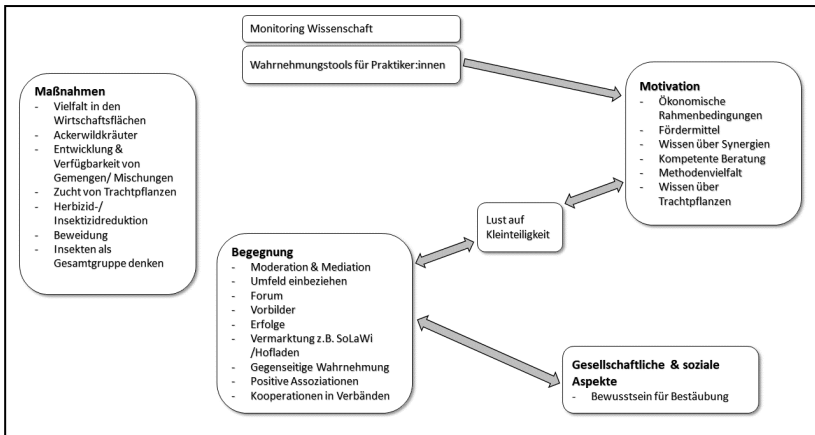 Monitoring Wissenschaft
Wahrnehmungstools für Praktiker:innen
Maßnahmen
- Vielfalt in den
Wirtschaftsflächen
- Ackerwildkräuter
- Entwicklung &
Verfügbarkeit von
Gemengen/ Mischungen
- Zucht von Trachtpflanzen
- Herbizid-/
Insektizidreduktion
- Beweidung
- Insekten als
Gesamtgruppe denken
Motivation
- Ökonomische
Rahmenbedingungen
- Fördermittel
- Wissen über Synergien
- Kompetente Beratung
- Methodenvielfalt
- Wissen über
Trachtpflanzen
Lust auf
Kleinteiligkeit
Begegnung
- Moderation & Mediation
- Umfeld einbeziehen
- Forum
- Vorbilder
- Erfolge
- Vermarktung z.B. SoLaWi
/Hofladen
- Gegenseitige Wahrnehmung
- Positive Assoziationen
- Kooperationen in Verbänden
Gesellschaftliche & soziale
Aspekte
- Bewusstsein für Bestäubung